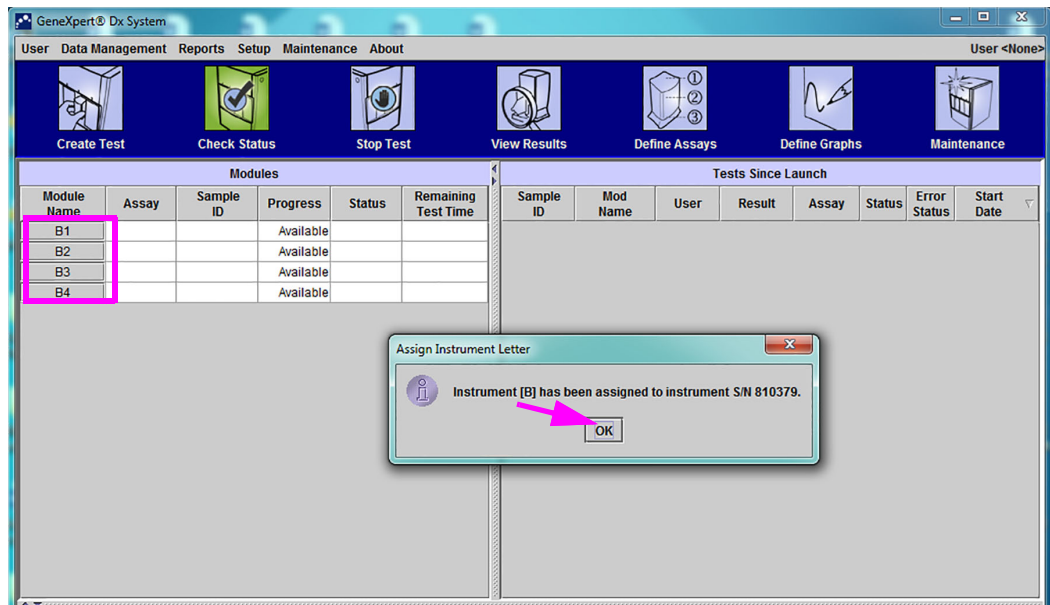 GeneXpert® Dx System
User Data Management Reports Setup Maintenance About User <None>
① ② ③
Create Test Check Status Stop Test View Results Define Assays Define Graphs Maintenance
Modules
Module Name Assay Sample ID Progress Status Remaining Test Time
B1 Available
B2 Available
B3 Available
B4 Available
Tests Since Launch
Sample ID Mod Name User Result Assay Status Error Status Start Date
Assign Instrument Letter
Instrument [B] has been assigned to instrument S/N 810379.
OK